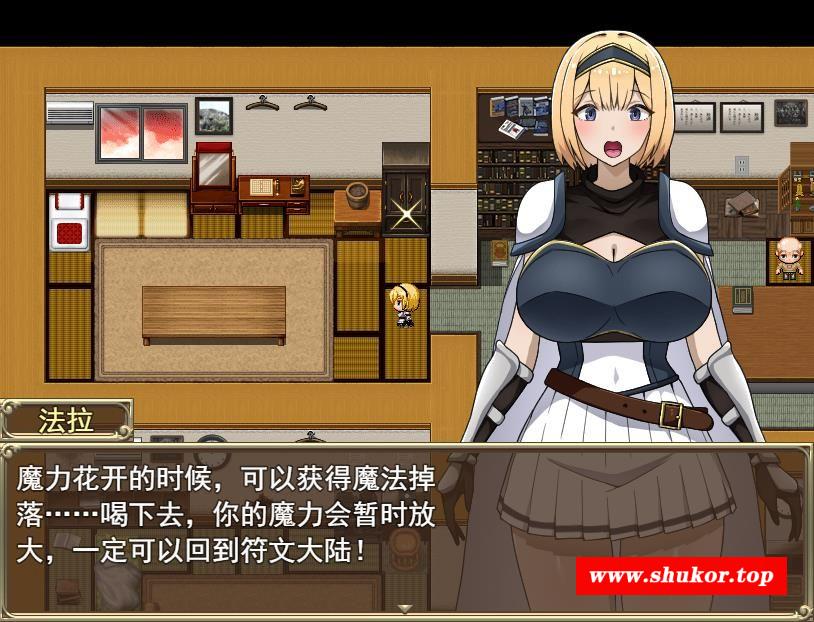 法拉
魔力花开的时候，可以获得魔法掉
落……喝下去，你的魔力会暂时放
大，一定可以回到符文大陆！
www.shukor.top